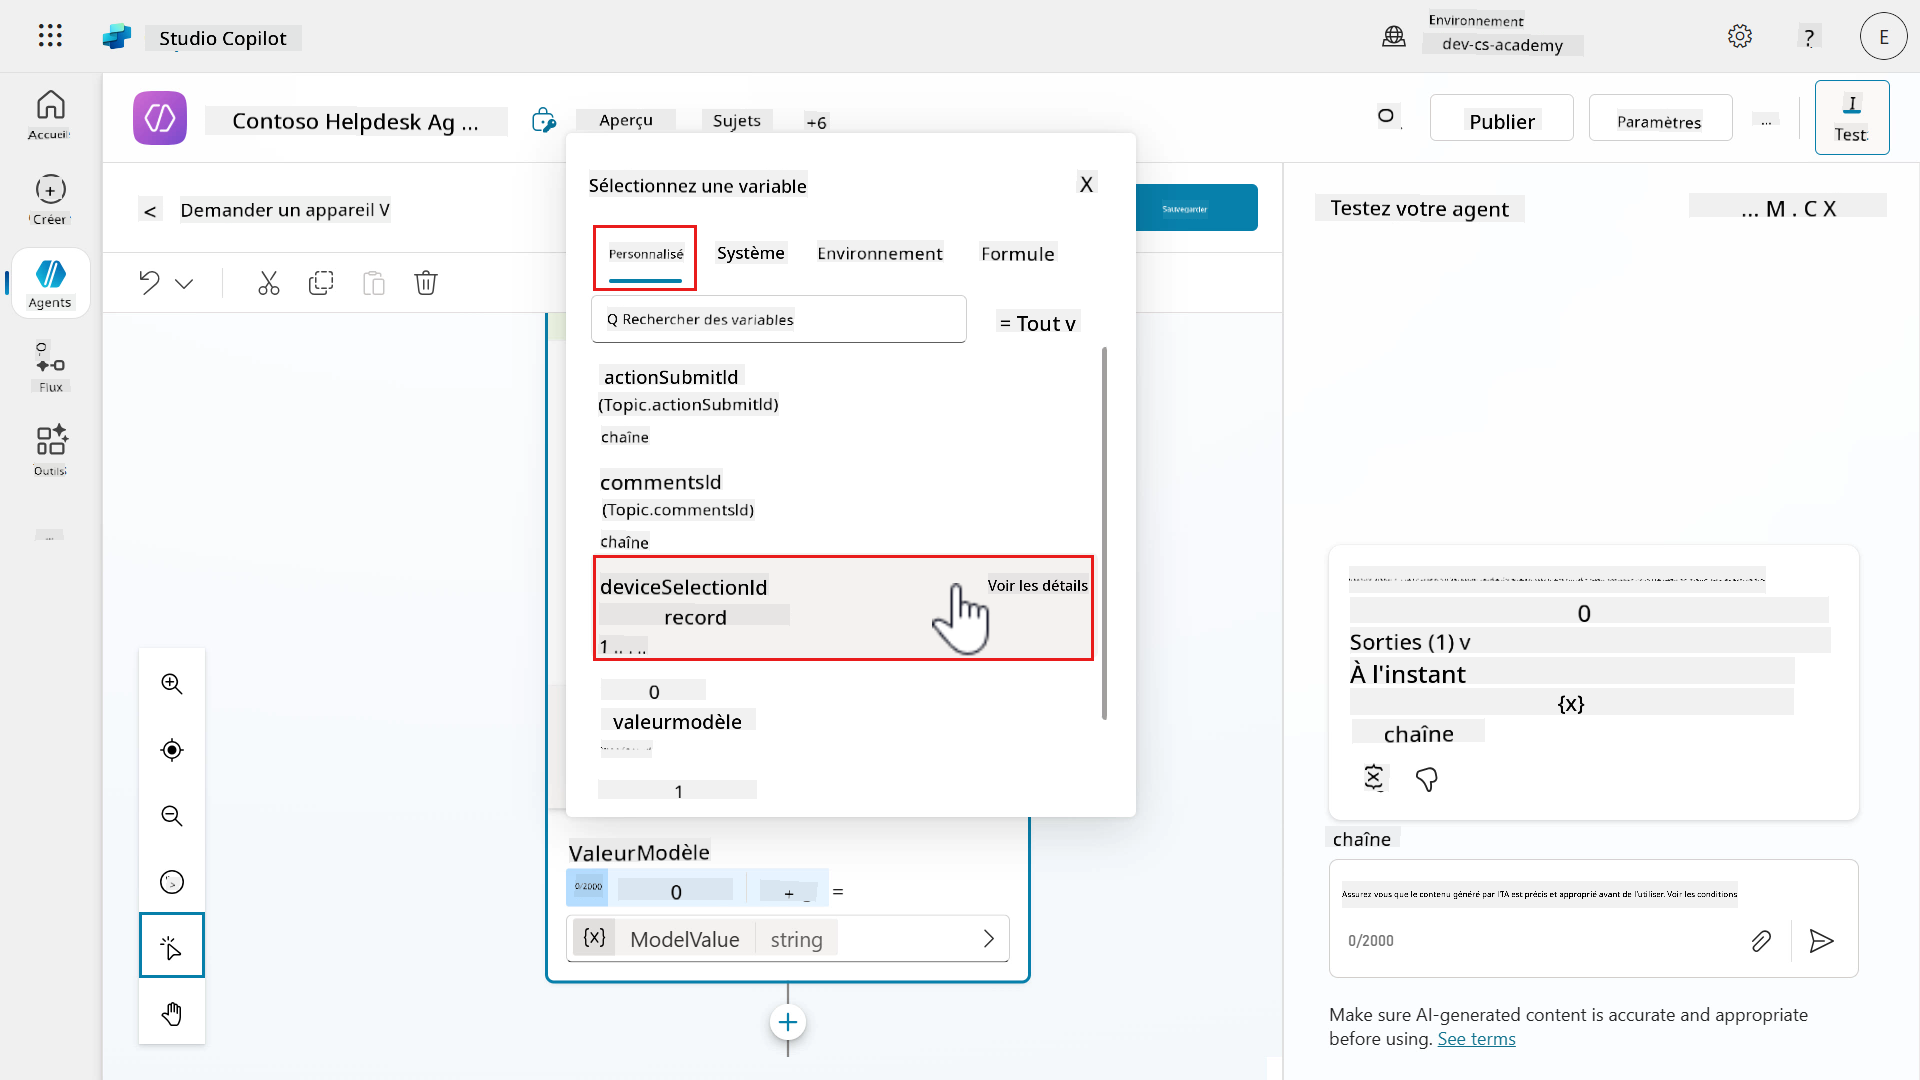 Studio Copilot
Environnement
dev-cs-academy
?
E
Accueil
Créer
Agents
Flux
Outils
Contoso Helpdesk Ag ...
Aperçu
Sujets
+6
Publier
Paramètres
...
Test
< Demander un appareil V
Sauvegarder
Sélectionnez une variable
X
Personnalisé
Système
Environnement
Formule
Q Rechercher des variables
= Tout v
actionSubmitId
(Topic.actionSubmitId)
chaîne
commentsId
(Topic.commentsId)
chaîne
deviceSelectionId
Voir les détails
record
1 .. . ..
0
valeurmodèle
1
ValeurModèle
0/2000
0
+
=
{x} ModelValue string
Testez votre agent
... M . C X
0
Sorties (1) v
À l'instant
{x}
chaîne
chaîne
Assurez vous que le contenu généré par l'TA est précis et approprié avant de l'utiliser. Voir les conditions
0/2000
Make sure AI-generated content is accurate and appropriate
before using. See terms